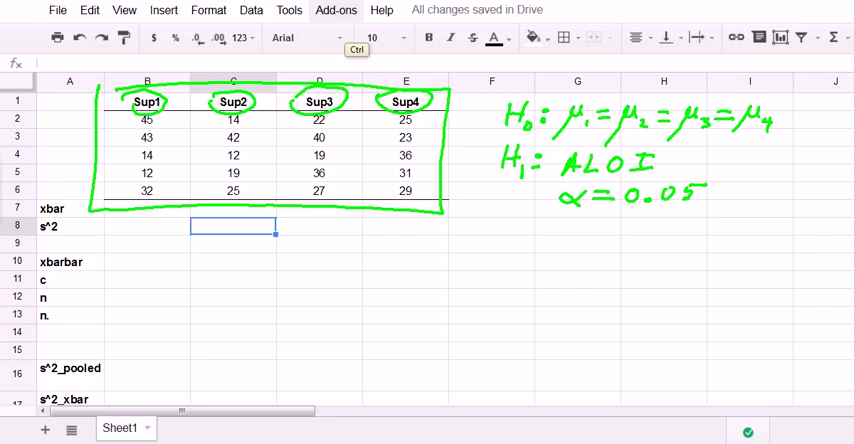 File Edit View Insert Format Data Tools Add-ons Help All changes saved in Drive
$ % .0 .00 123 Arial 10 B I S A Σ
Ctrl
fx
A B C D E F G H I J
1 Sup1 Sup2 Sup3 Sup4
2 45 14 22 25
3 43 42 40 23
4 14 12 19 36
5 12 19 36 31
6 32 25 27 29
7 xbar
8 s^2
9
10 xbarbar
11 c
12 n
13 n.
14
15
16 s^2_pooled
17 s^2_xbar
H₀: μ₁ = μ₂ = μ₃ = μ₄
H₁: ALOI
α = 0.05
Sheet1